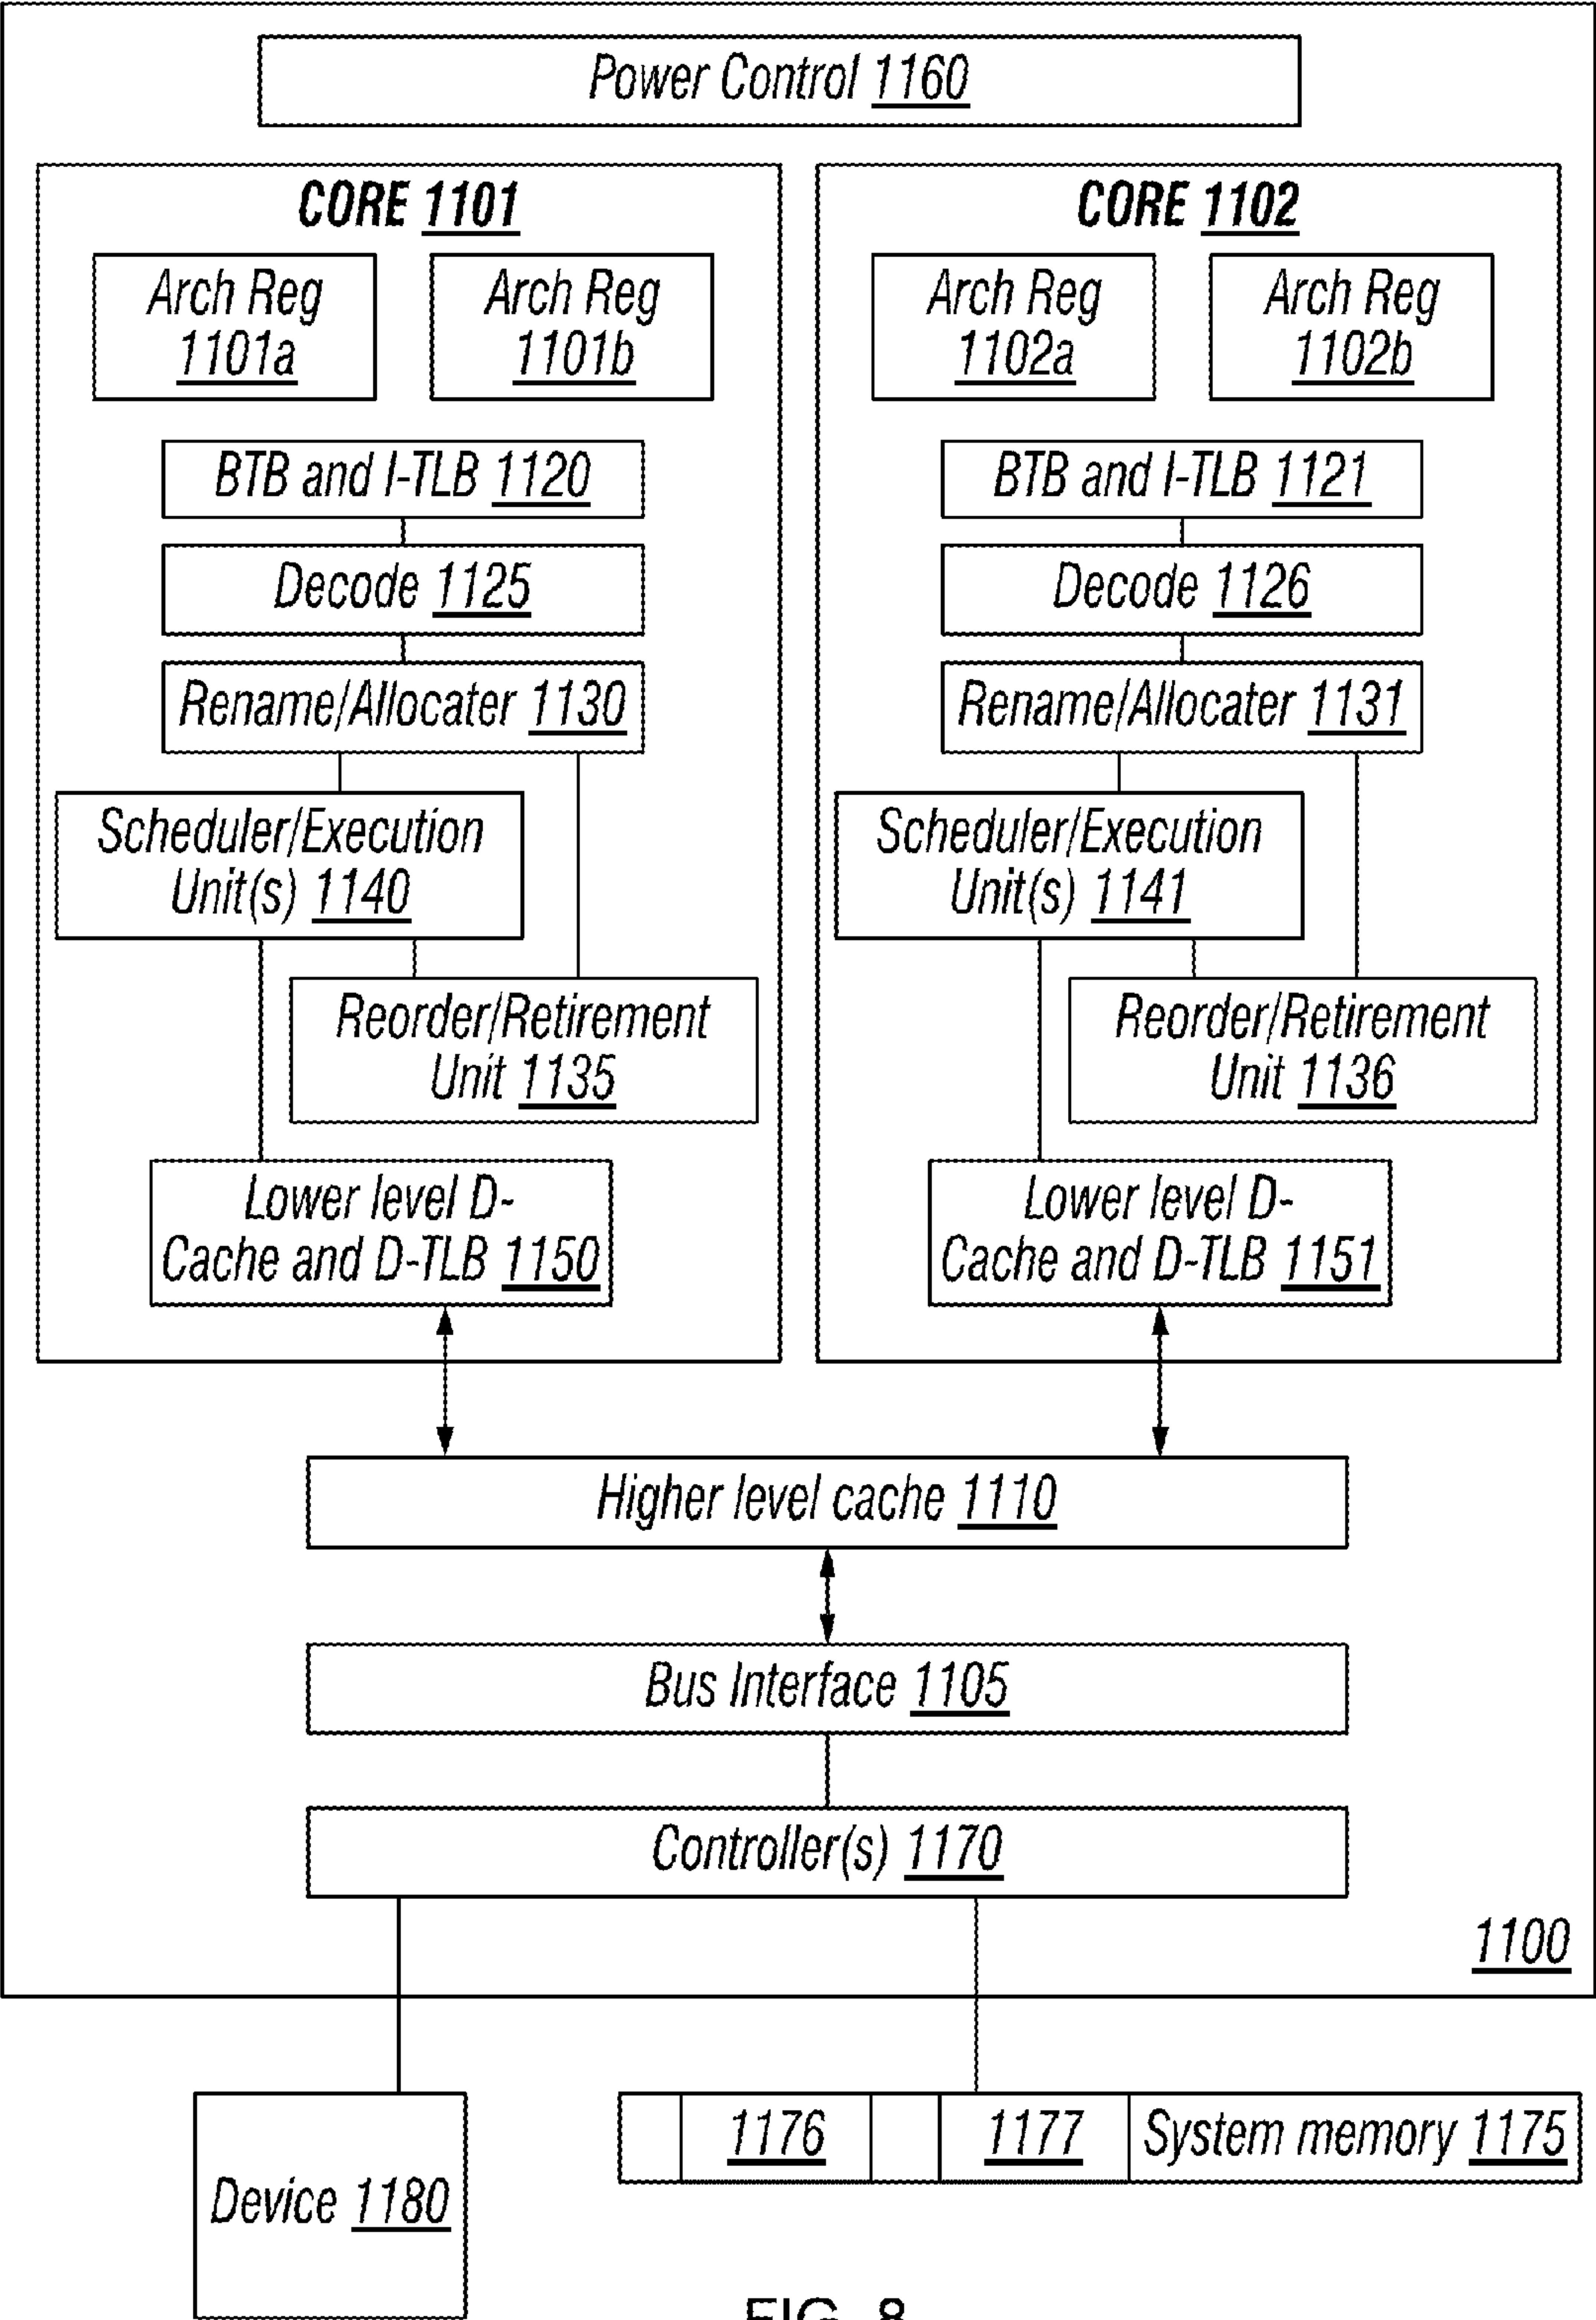 Power Control 1160
CORE 1101
Arch Reg
1101a
Arch Reg
1101b
BTB and I-TLB 1120
Decode 1125
Rename/Allocater 1130
Scheduler/Execution
Unit(s) 1140
Reorder/Retirement
Unit 1135
Lower level D-
Cache and D-TLB 1150
CORE 1102
Arch Reg
1102a
Arch Reg
1102b
BTB and I-TLB 1121
Decode 1126
Rename/Allocater 1131
Scheduler/Execution
Unit(s) 1141
Reorder/Retirement
Unit 1136
Lower level D-
Cache and D-TLB 1151
Higher level cache 1110
Bus Interface 1105
Controller(s) 1170
1100
Device 1180
1176
1177
System memory 1175
FIG. 8